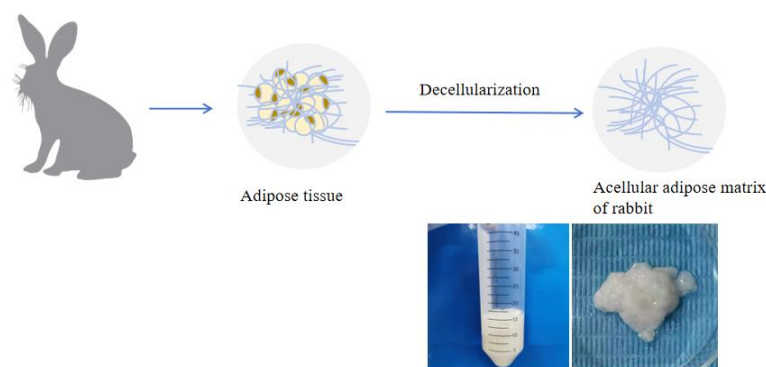 Decellularization
Adipose tissue
Acellular adipose matrix
of rabbit